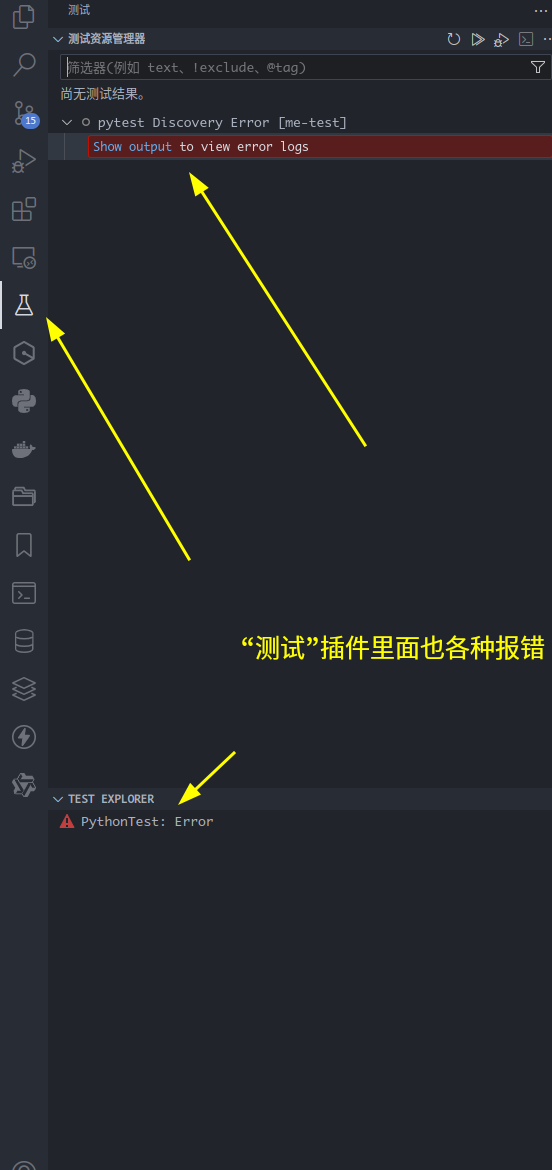 测试
测试资源管理器
筛选器(例如 text、!exclude、@tag)
尚无测试结果。
15
pytest Discovery Error [me-test]
Show output to view error logs
“测试”插件里面也各种报错
TEST EXPLORER
PythonTest: Error